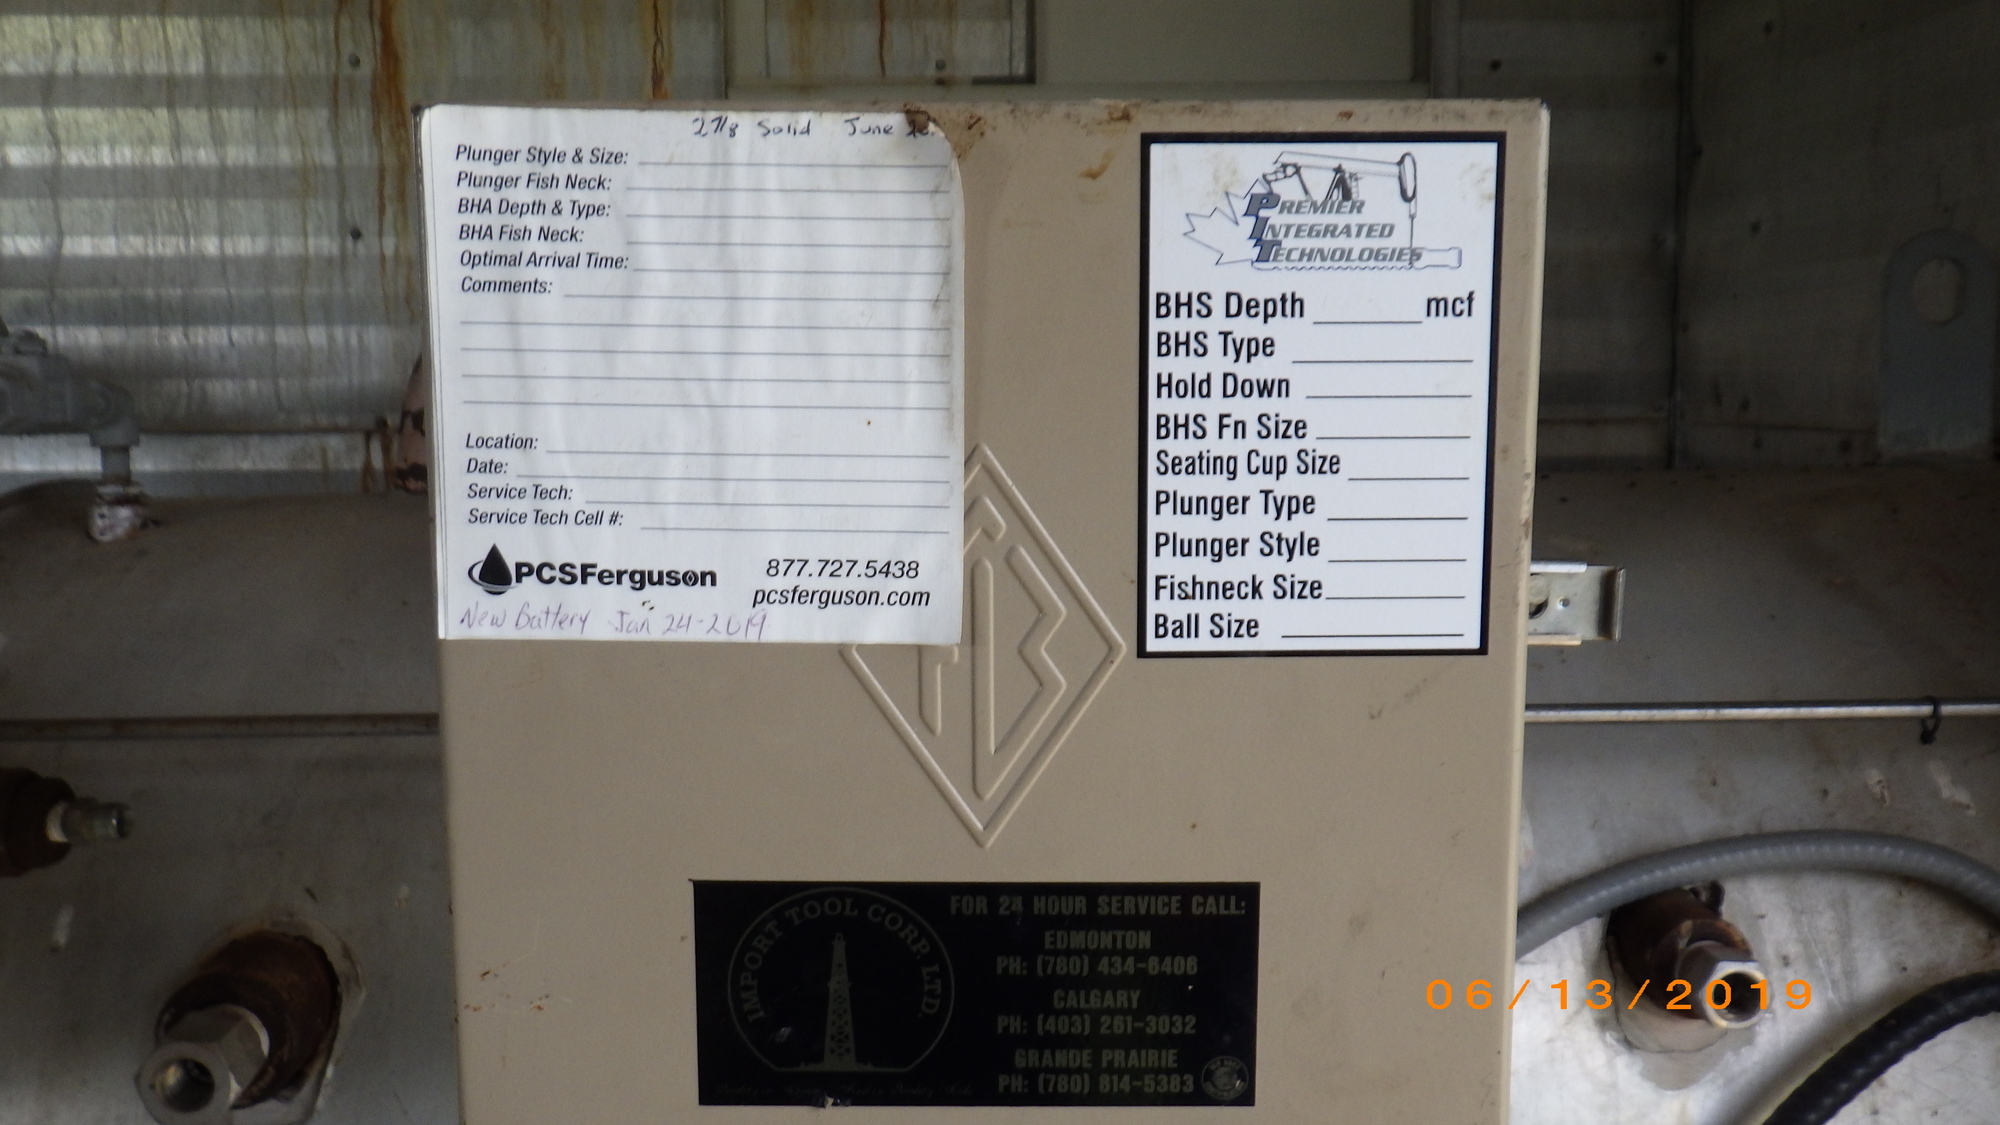 2 7/8 Solid June
Plunger Style & Size:
Plunger Fish Neck:
BHA Depth & Type:
BHA Fish Neck:
Optimal Arrival Time:
Comments:
Location:
Date:
Service Tech:
Service Tech Cell #:
PCSFerguson
877.727.5438
pcsferguson.com
New Battery Jan 24-2019
PREMIER
INTEGRATED
TECHNOLOGIES
BHS Depth mcf
BHS Type
Hold Down
BHS Fn Size
Seating Cup Size
Plunger Type
Plunger Style
Fishneck Size
Ball Size
IMPORT TOOL CORP. LTD.
FOR 24 HOUR SERVICE CALL:
EDMONTON
PH: (780) 434-6406
CALGARY
PH: (403) 261-3032
GRANDE PRAIRIE
PH: (780) 814-5383
06/13/2019